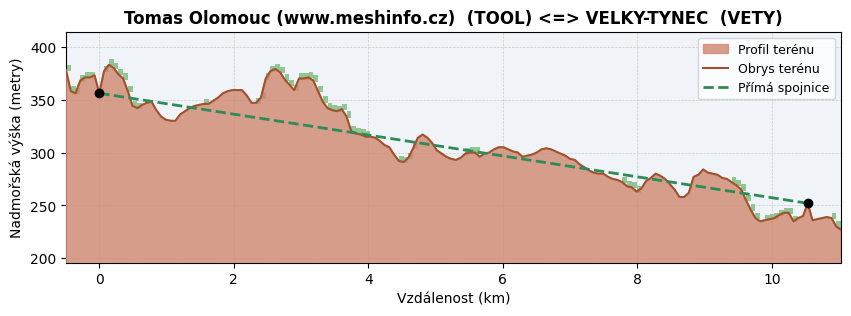 Tomas Olomouc (www.meshinfo.cz)  (TOOL) <=> VELKY-TYNEC  (VETY)
Nadmořská výška (metry)
400
350
300
250
200
Profil terénu
Obrys terénu
Přímá spojnice
0 2 4 6 8 10
Vzdálenost (km)